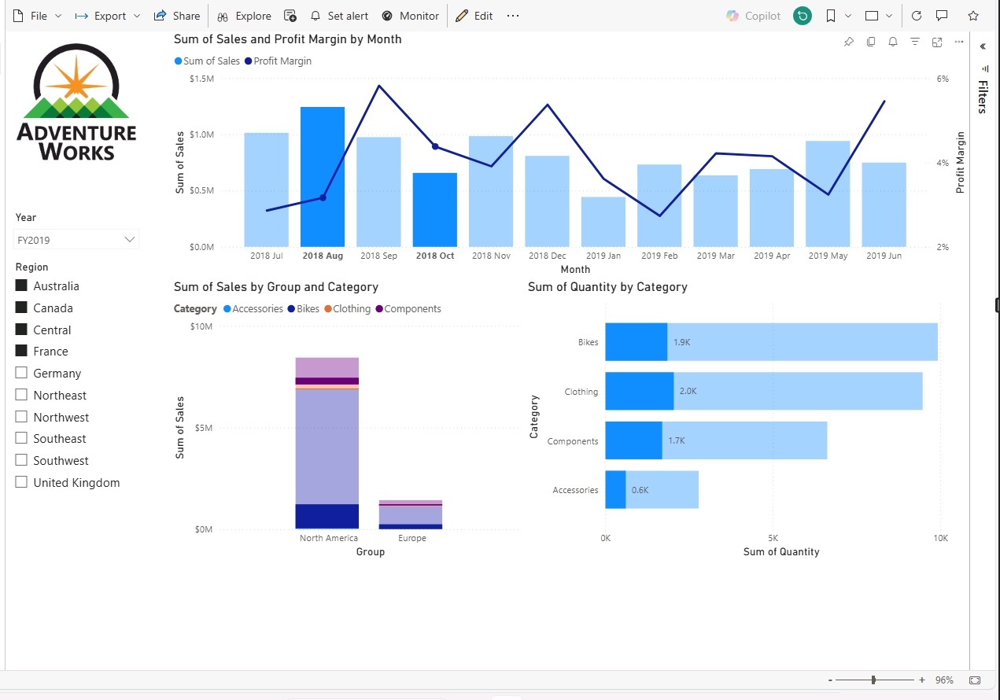 File Export Share Explore Set alert Monitor Edit ... Copilot
ADVENTURE
WORKS
Year
FY2019
Region
Australia
Canada
Central
France
Germany
Northeast
Northwest
Southeast
Southwest
United Kingdom
Sum of Sales and Profit Margin by Month
Sum of Sales Profit Margin
Sum of Sales
$1.5M
$1.0M
$0.5M
$0.0M
6%
4%
2%
Profit Margin
2018 Jul 2018 Aug 2018 Sep 2018 Oct 2018 Nov 2018 Dec 2019 Jan 2019 Feb 2019 Mar 2019 Apr 2019 May 2019 Jun
Month
Sum of Sales by Group and Category
Category Accessories Bikes Clothing Components
Sum of Sales
$10M
$5M
$0M
North America Europe
Group
Sum of Quantity by Category
Category
Bikes 1.9K
Clothing 2.0K
Components 1.7K
Accessories 0.6K
0K 5K 10K
Sum of Quantity
Filters
- + 96%